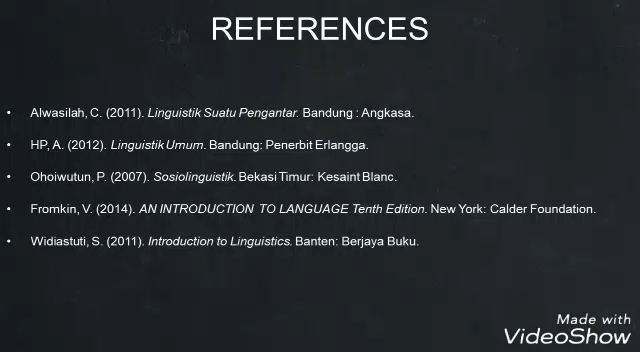 REFERENCES
• Alwasilah, C. (2011). Linguistik Suatu Pengantar. Bandung : Angkasa.
• HP, A. (2012). Linguistik Umum. Bandung: Penerbit Erlangga.
• Ohoiwutun, P. (2007). Sosiolinguistik. Bekasi Timur: Kesaint Blanc.
• Fromkin, V. (2014). AN INTRODUCTION TO LANGUAGE Tenth Edition. New York: Calder Foundation.
• Widiastuti, S. (2011). Introduction to Linguistics. Banten: Berjaya Buku.
Made with
VideoShow